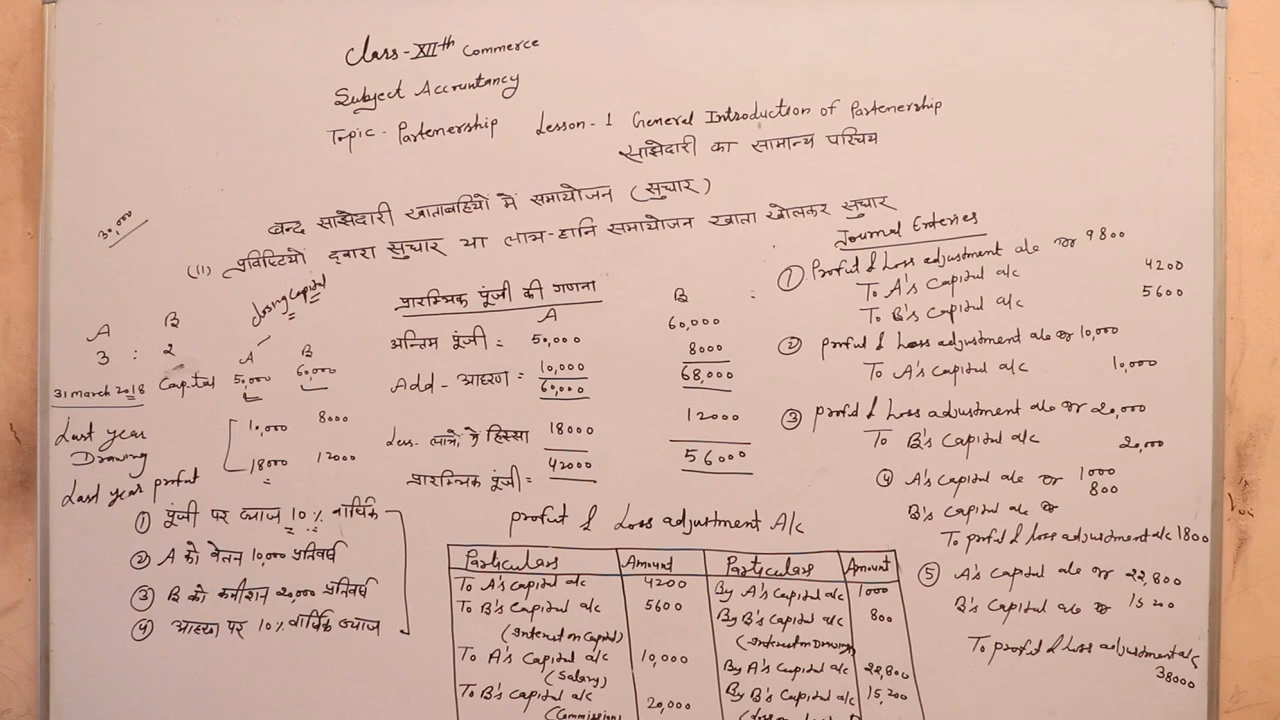 Class-XIIth Commerce
Subject Accountancy
Topic- Partenership Lesson-1 General Introduction of Partenership
साझेदारी का सामान्य परिचय
बन्द साझेदारी खाताबहियों में समायोजन (सुधार)
(11) प्रविष्टियों द्वारा सुधार या लाभ-हानि समायोजन खाता खोलकर सुधार
30,000
A B Closing Capital
3 : 2 A B
31 march 2018 Capital 50,000 60,000
Last year Drawing 10,000 8000
Last year profit 18000 12000
① पूंजी पर ब्याज 10% वार्षिक
② A को वेतन 10,000 प्रतिवर्ष
③ B को कमीशन 20,000 प्रतिवर्ष
④ आहरण पर 10% वार्षिक ब्याज
प्रारम्भिक पूंजी की गणना
A B :
अन्तिम पूंजी = 50,000 60,000
Add - आहरण = 10,000 8000
60,000 68,000
Less- लाभों में हिस्सा 18000 12000
प्रारम्भिक पूंजी = 42000 56000
Journal Enteries
① Profit & Loss adjustment a/c Dr 9800
To A's Capital a/c 4200
To B's Capital a/c 5600
② profit & Loss adjustment a/c Dr 10,000
To A's Capital a/c 10,000
③ profit & Loss adjustment a/c Dr 20,000
To B's Capital a/c 20,000
④ A's Capital a/c Dr 1000
B's Capital a/c Dr 800
To profit & loss adjustment a/c 1800
⑤ A's Capital a/c Dr 22,800
B's Capital a/c Dr 15200
To profit & loss adjustment a/c 38000
profit & Loss adjustment A/c
Particulars Amount Particulars Amount
To A's Capital a/c 4200 By A's Capital a/c 1000
To B's Capital a/c 5600 By B's Capital a/c 800
(Interest on Capital) (Interest on Drawing)
To A's Capital a/c 10,000 By A's Capital a/c 22,800
(Salary)
To B's Capital a/c 20,000 By B's Capital a/c 15,200
(Commission)